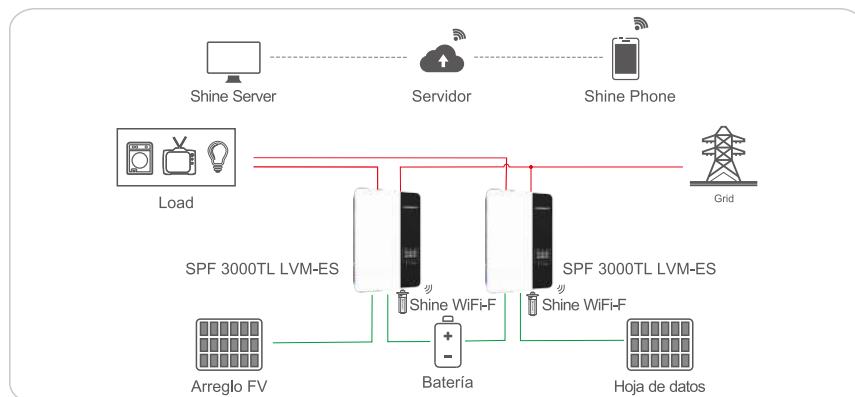 Shine Server
Servidor
Shine Phone
Load
Grid
SPF 3000TL LVM-ES
SPF 3000TL LVM-ES
Shine WiFi-F
Shine WiFi-F
Arreglo FV
Batería
Hoja de datos